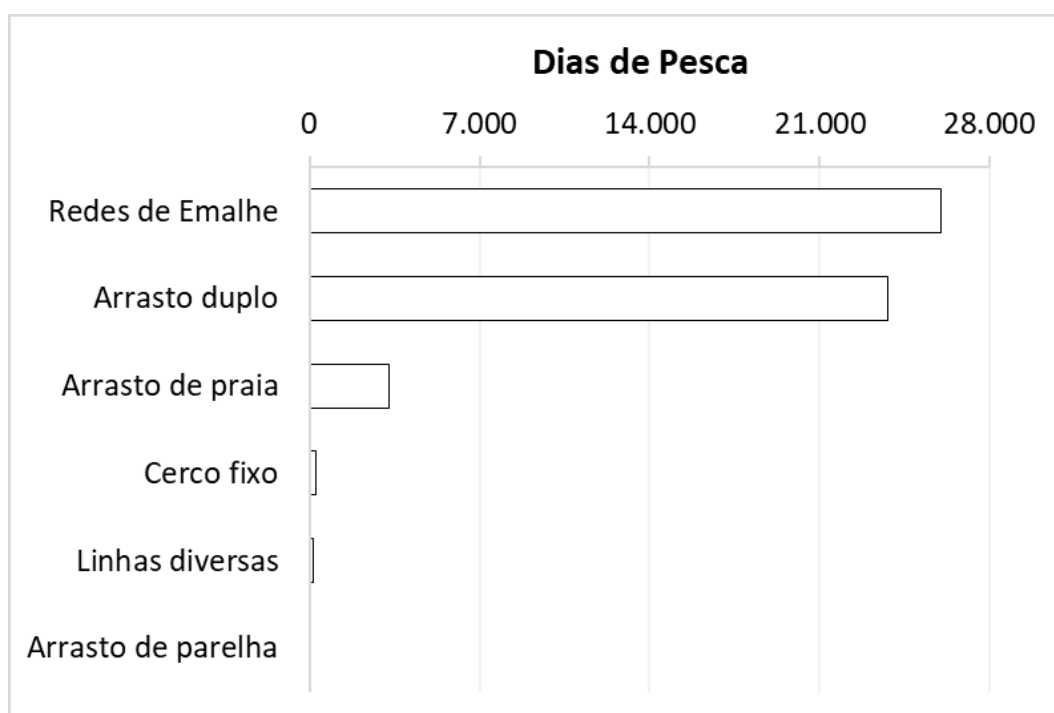 Dias de Pesca
0 7.000 14.000 21.000 28.000
Redes de Emalhe
Arrasto duplo
Arrasto de praia
Cerco fixo
Linhas diversas
Arrasto de parelha